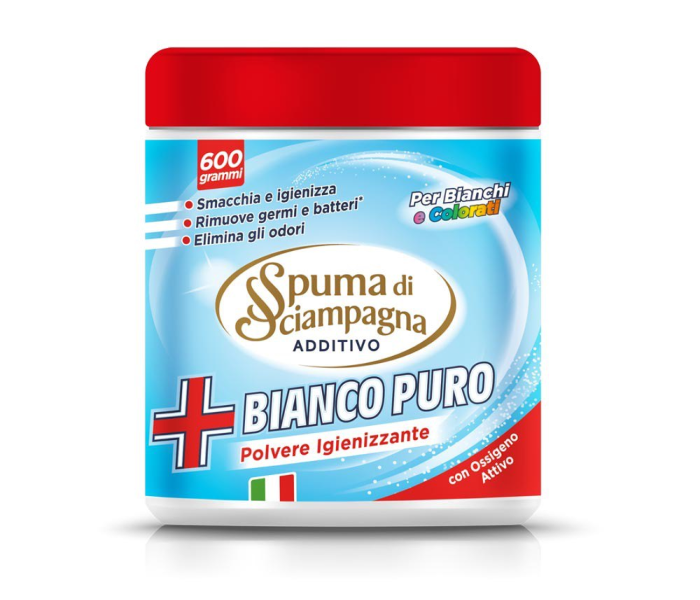 600
grammi
Smacchia e igienizza
Rimuove germi e batteri*
Elimina gli odori
Per Bianchi
e Colorati
Spuma di
Sciampagna
ADDITIVO
BIANCO PURO
Polvere Igienizzante
con Ossigeno
Attivo